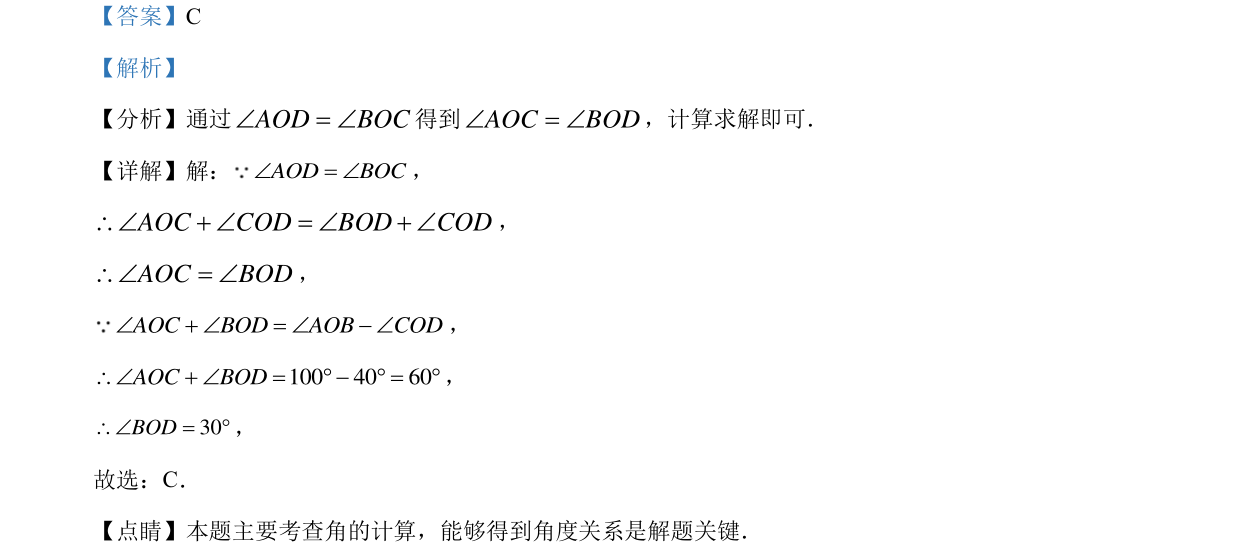 【答案】C
【解析】
【分析】通过∠AOD = ∠BOC得到∠AOC = ∠BOD，计算求解即可．
【详解】解：∵∠AOD = ∠BOC，
∴∠AOC + ∠COD = ∠BOD + ∠COD，
∴∠AOC = ∠BOD，
∵∠AOC + ∠BOD = ∠AOB − ∠COD，
∴∠AOC + ∠BOD = 100° − 40° = 60°，
∴∠BOD = 30°，
故选：C．
【点睛】本题主要考查角的计算，能够得到角度关系是解题关键．